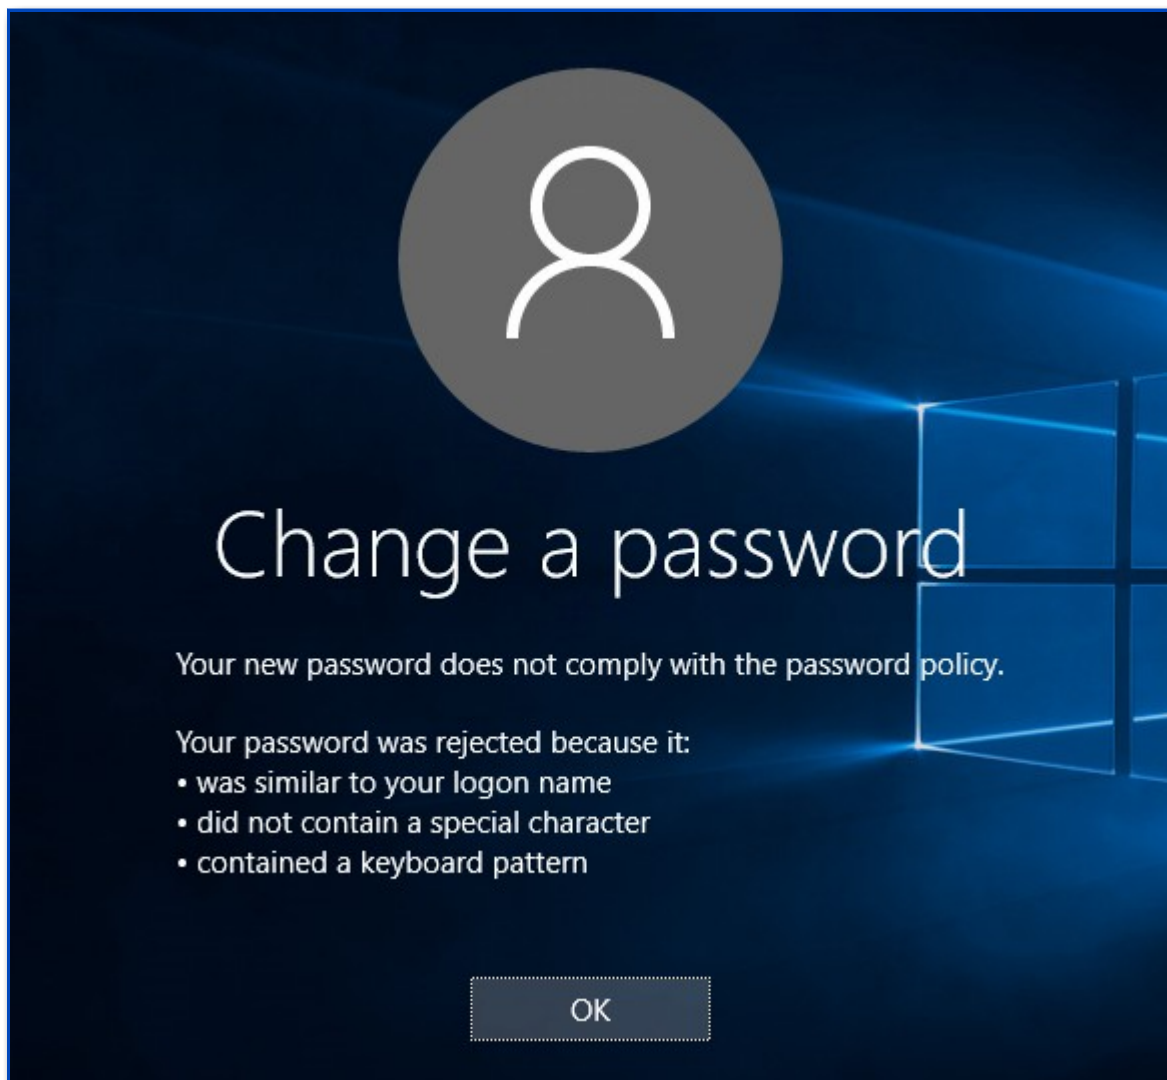 Change a password
Your new password does not comply with the password policy.
Your password was rejected because it:
• was similar to your logon name
• did not contain a special character
• contained a keyboard pattern
OK